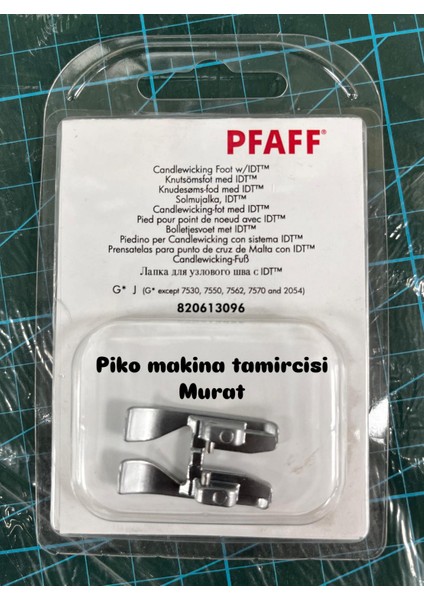 PFAFF®
Candlewicking Foot w/IDT™
Knutsömsfot med IDT™
Knudesøms-fod med IDT™
Solmujalka, IDT™
Candlewicking-fot med IDT™
Pied pour point de noeud avec IDT™
Bolletjesvoet met IDT™
Piedino per Candlewicking con sistema IDT™
Prensatelas para punto de cruz de Malta con IDT™
Candlewicking-Fuß
Лапка для узлового шва с IDT™
G* J (G* except 7530, 7550, 7562, 7570 and 2054)
820613096
Piko makina tamircisi
Murat